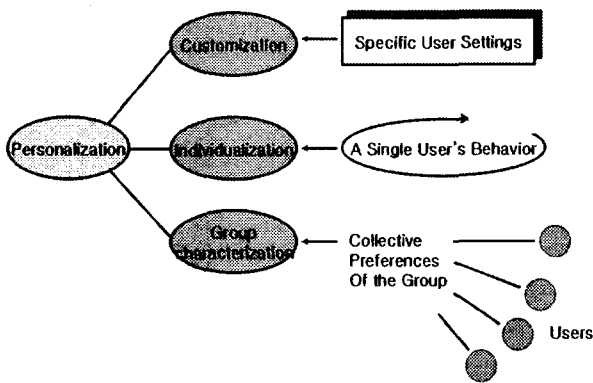 Customization
Specific User Settings
Personalization
Individualization
A Single User's Behavior
Group
characterization
Collective
Preferences
Of the Group
Users